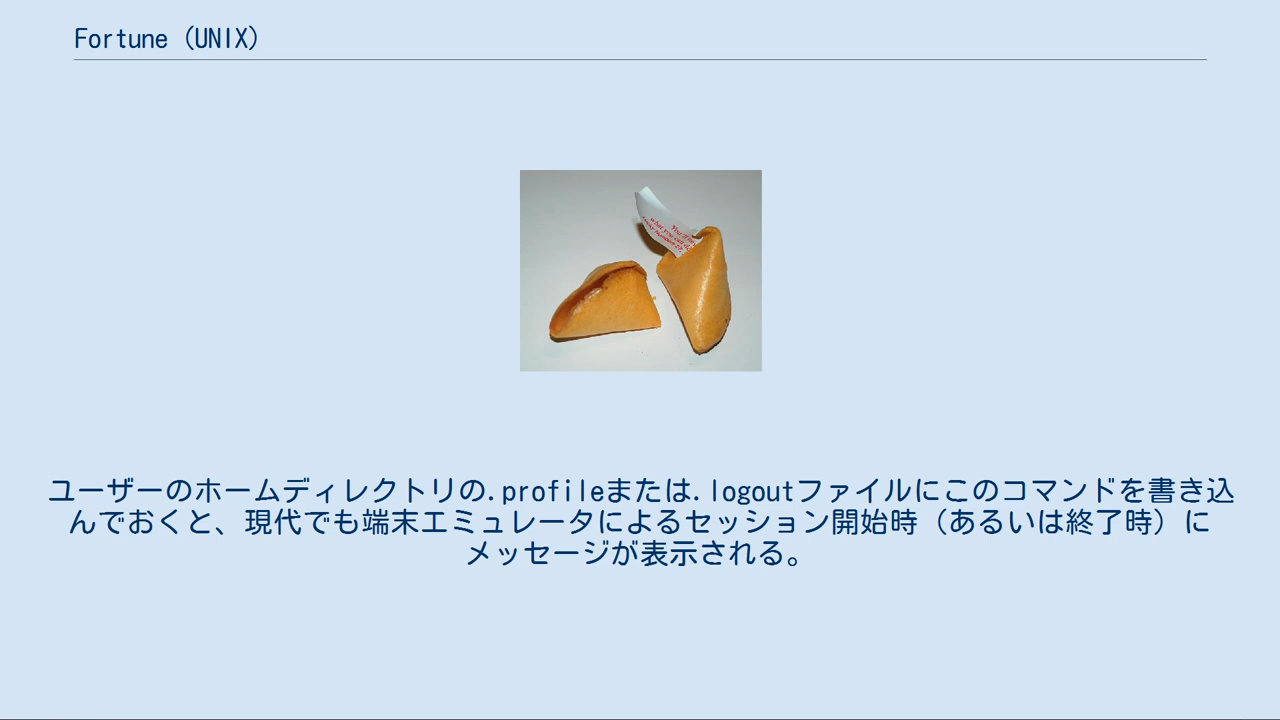 Fortune (UNIX)
ユーザーのホームディレクトリの.profileまたは.logoutファイルにこのコマンドを書き込
んでおくと、現代でも端末エミュレータによるセッション開始時（あるいは終了時）に
メッセージが表示される。